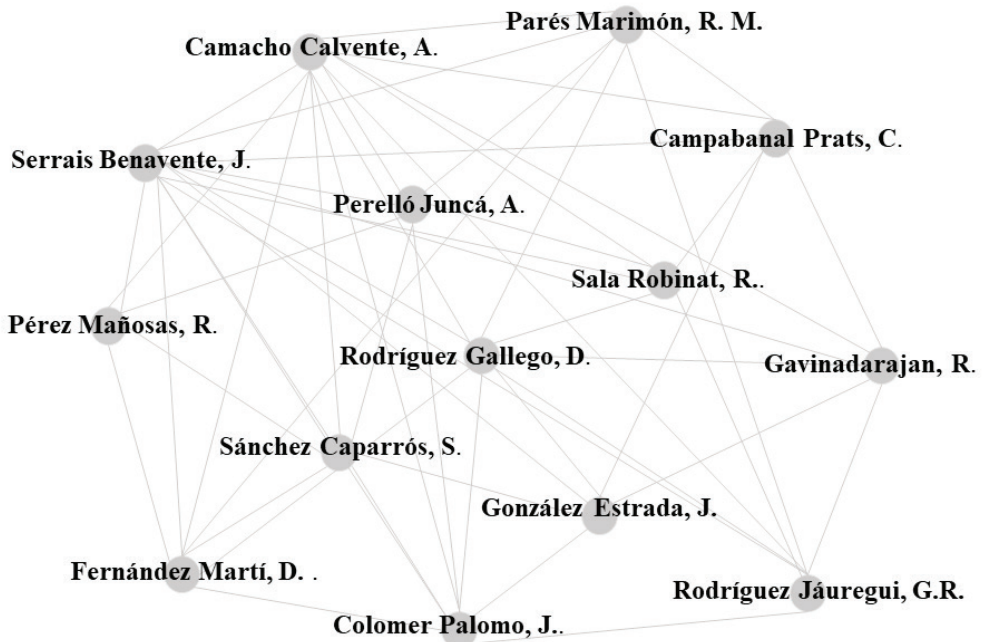 Parés Marimón, R. M.
Camacho Calvente, A.
Campabanal Prats, C.
Serrais Benavente, J.
Perelló Juncá, A.
Sala Robinat, R..
Pérez Mañosas, R.
Rodríguez Gallego, D.
Gavinadarajan, R.
Sánchez Caparrós, S.
González Estrada, J.
Fernández Martí, D. .
Rodríguez Jáuregui, G.R.
Colomer Palomo, J..